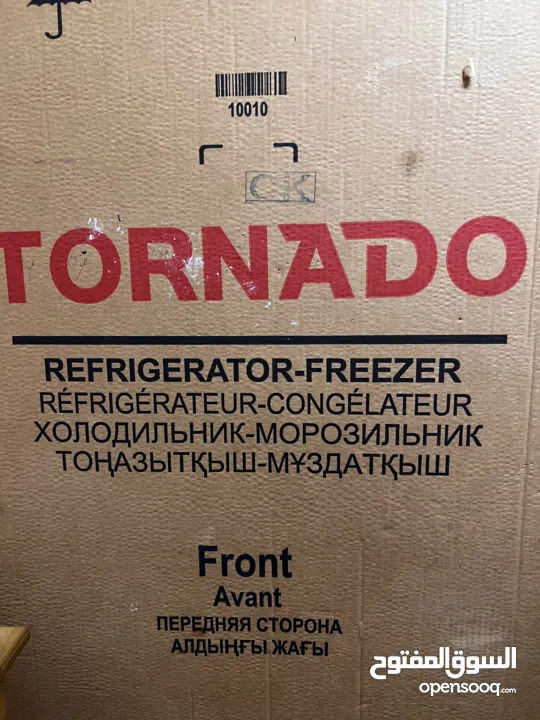 10010
CK
TORNADO
REFRIGERATOR-FREEZER
RÉFRIGÉRATEUR-CONGÉLATEUR
ХОЛОДИЛЬНИК-МОРОЗИЛЬНИК
ТОҢАЗЫТҚЫШ-МҰЗДАТҚЫШ
Front
Avant
ПЕРЕДНЯЯ СТОРОНА
АЛДЫҢҒЫ ЖАҒЫ
السوق المفتوح
opensooq.com